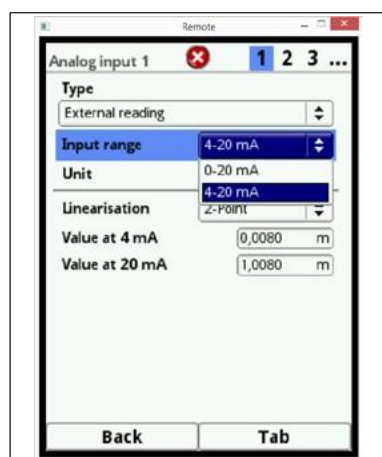 Remote
Analog input 1 1 2 3 ...
Type
External reading
Input range 4-20 mA
0-20 mA
Unit
4-20 mA
Linearisation 2-Point
Value at 4 mA 0,0080 m
Value at 20 mA 1,0080 m
Back Tab